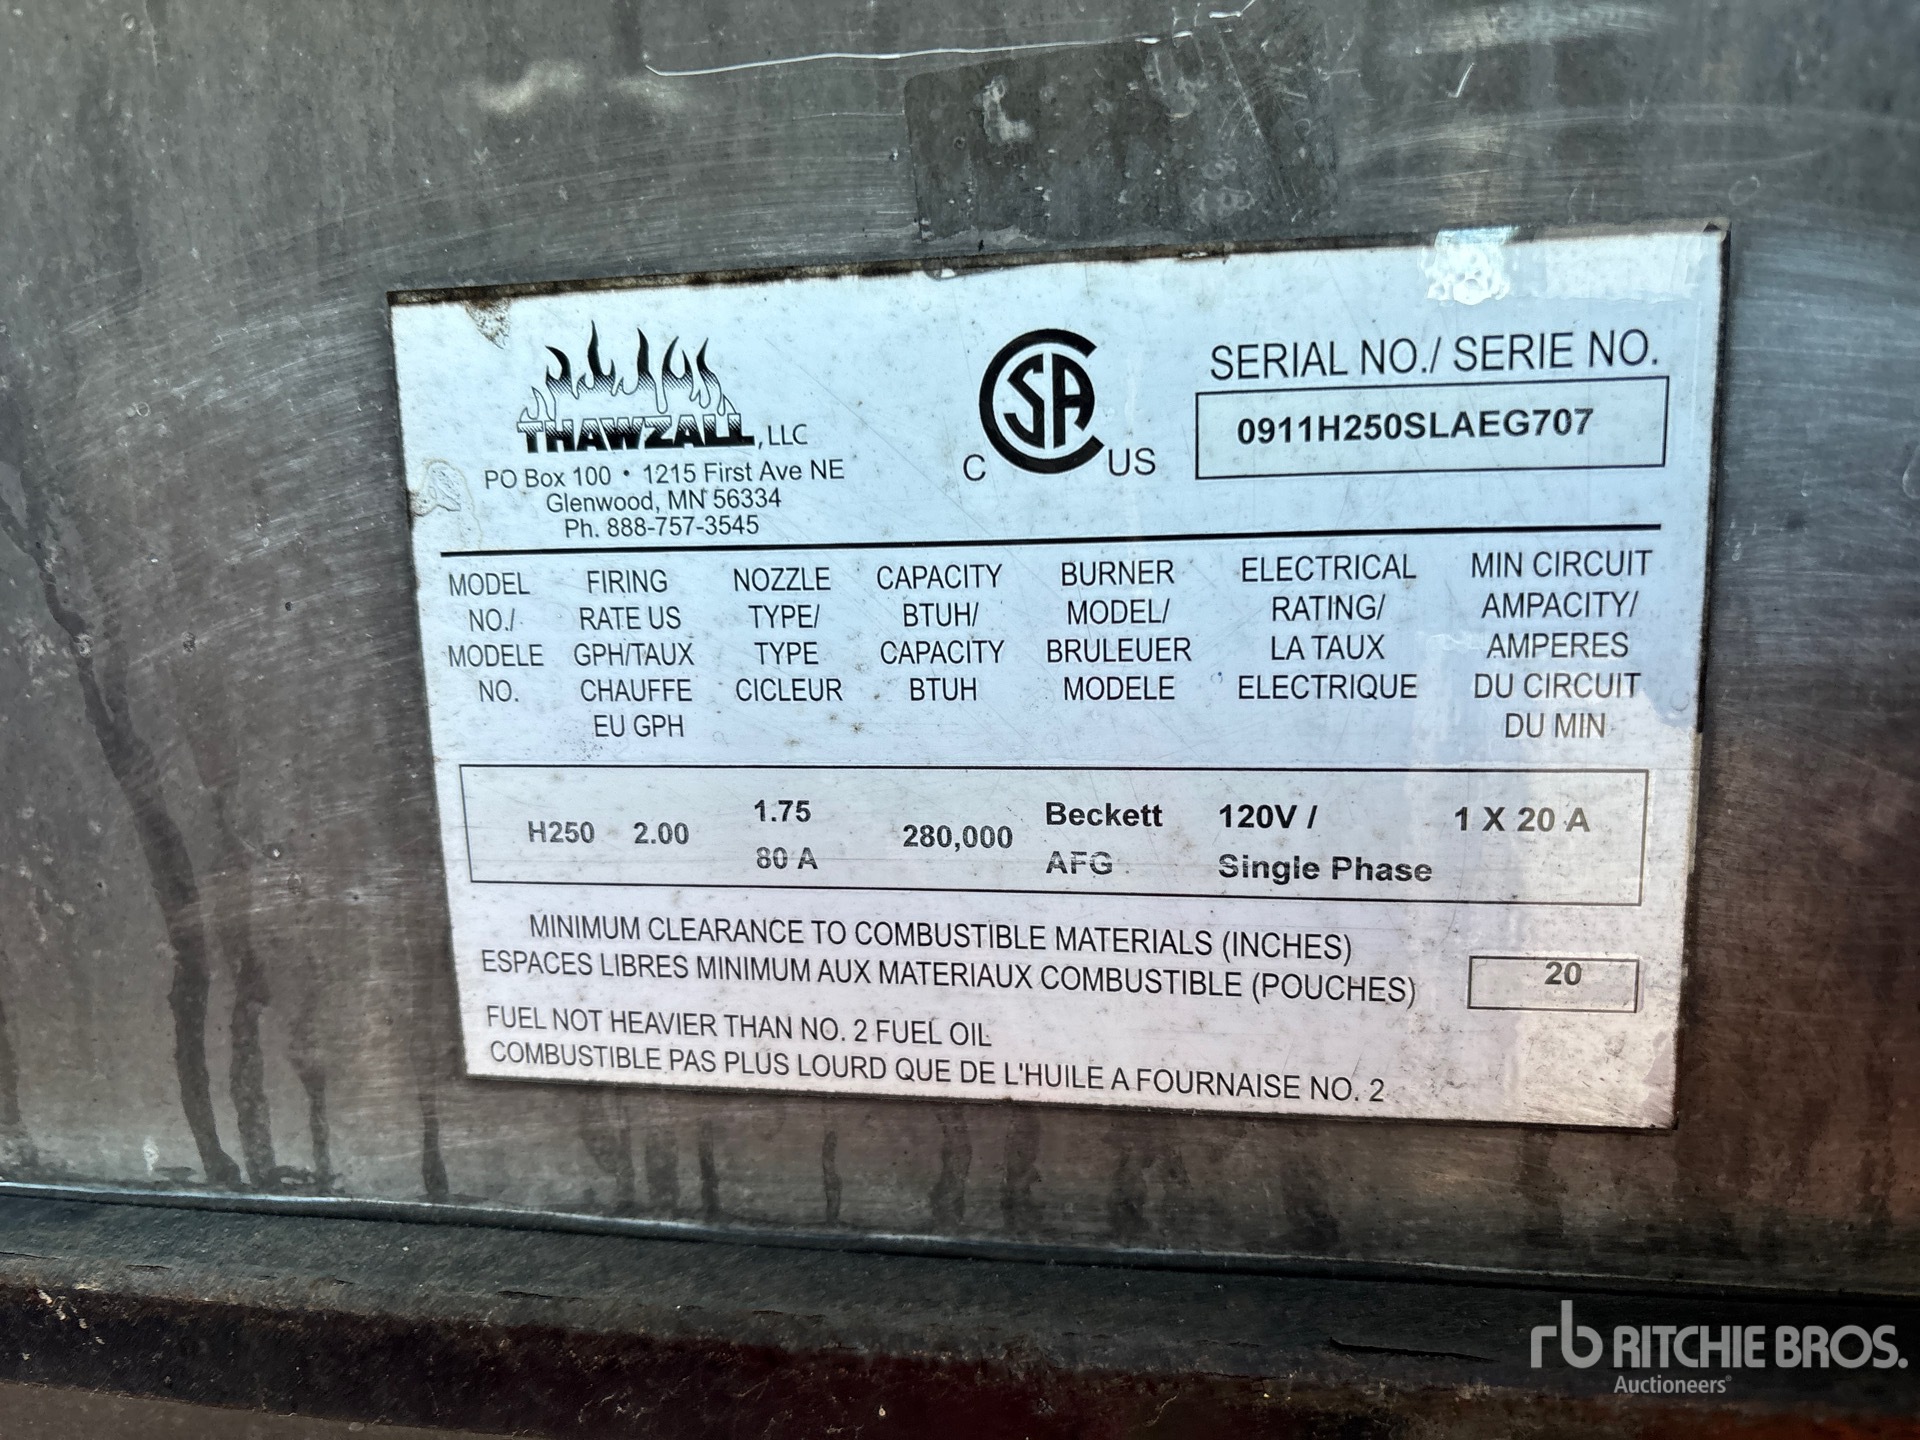 THAWZALL, LLC
PO Box 100 • 1215 First Ave NE
Glenwood, MN 56334
Ph. 888-757-3545
CSA
C US
SERIAL NO./ SERIE NO.
0911H250SLAEG707
MODEL
NO./
MODELE
NO.
FIRING
RATE US
GPH/TAUX
CHAUFFE
EU GPH
NOZZLE
TYPE/
TYPE
CICLEUR
CAPACITY
BTUH/
CAPACITY
BTUH
BURNER
MODEL/
BRULEUER
MODELE
ELECTRICAL
RATING/
LA TAUX
ELECTRIQUE
MIN CIRCUIT
AMPACITY/
AMPERES
DU CIRCUIT
DU MIN
H250
2.00
1.75
80 A
280,000
Beckett
AFG
120V /
Single Phase
1 X 20 A
MINIMUM CLEARANCE TO COMBUSTIBLE MATERIALS (INCHES)
ESPACES LIBRES MINIMUM AUX MATERIAUX COMBUSTIBLE (POUCHES)
20
FUEL NOT HEAVIER THAN NO. 2 FUEL OIL
COMBUSTIBLE PAS PLUS LOURD QUE DE L'HUILE A FOURNAISE NO. 2
rb RITCHIE BROS.
Auctioneers